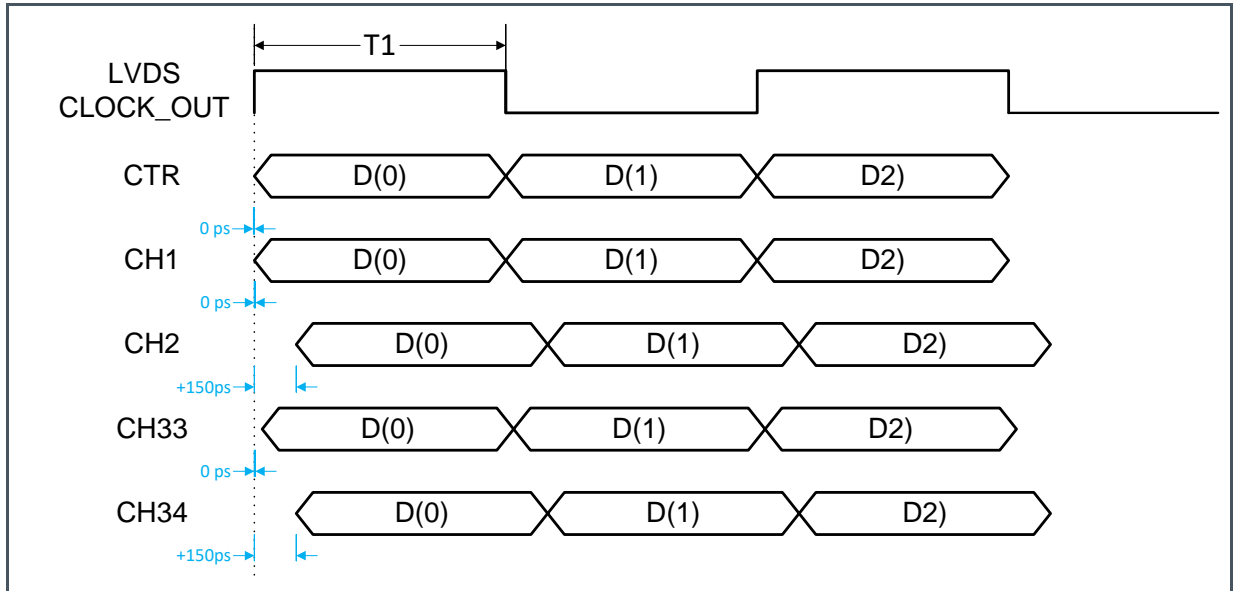 T1
LVDS
CLOCK_OUT
CTR D(0) D(1) D2)
0 ps
CH1 D(0) D(1) D2)
0 ps
CH2 D(0) D(1) D2)
+150ps
CH33 D(0) D(1) D2)
0 ps
CH34 D(0) D(1) D2)
+150ps